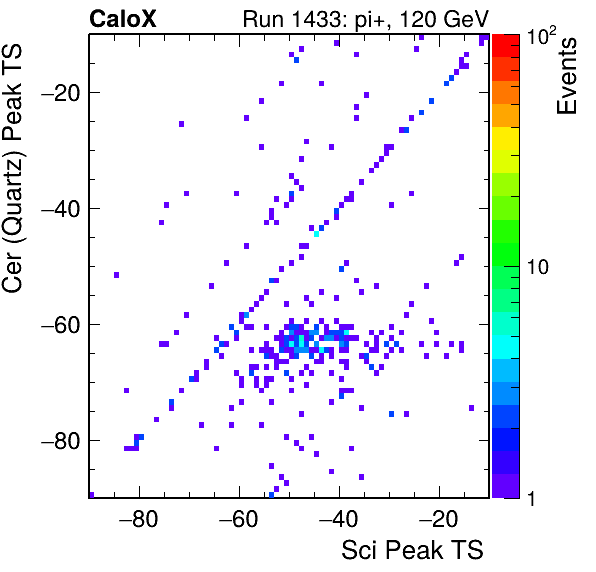 CaloX Run 1433: pi+, 120 GeV
Cer (Quartz) Peak TS
−20
−40
−60
−80
−80 −60 −40 −20
Sci Peak TS
10²
10
1
Events